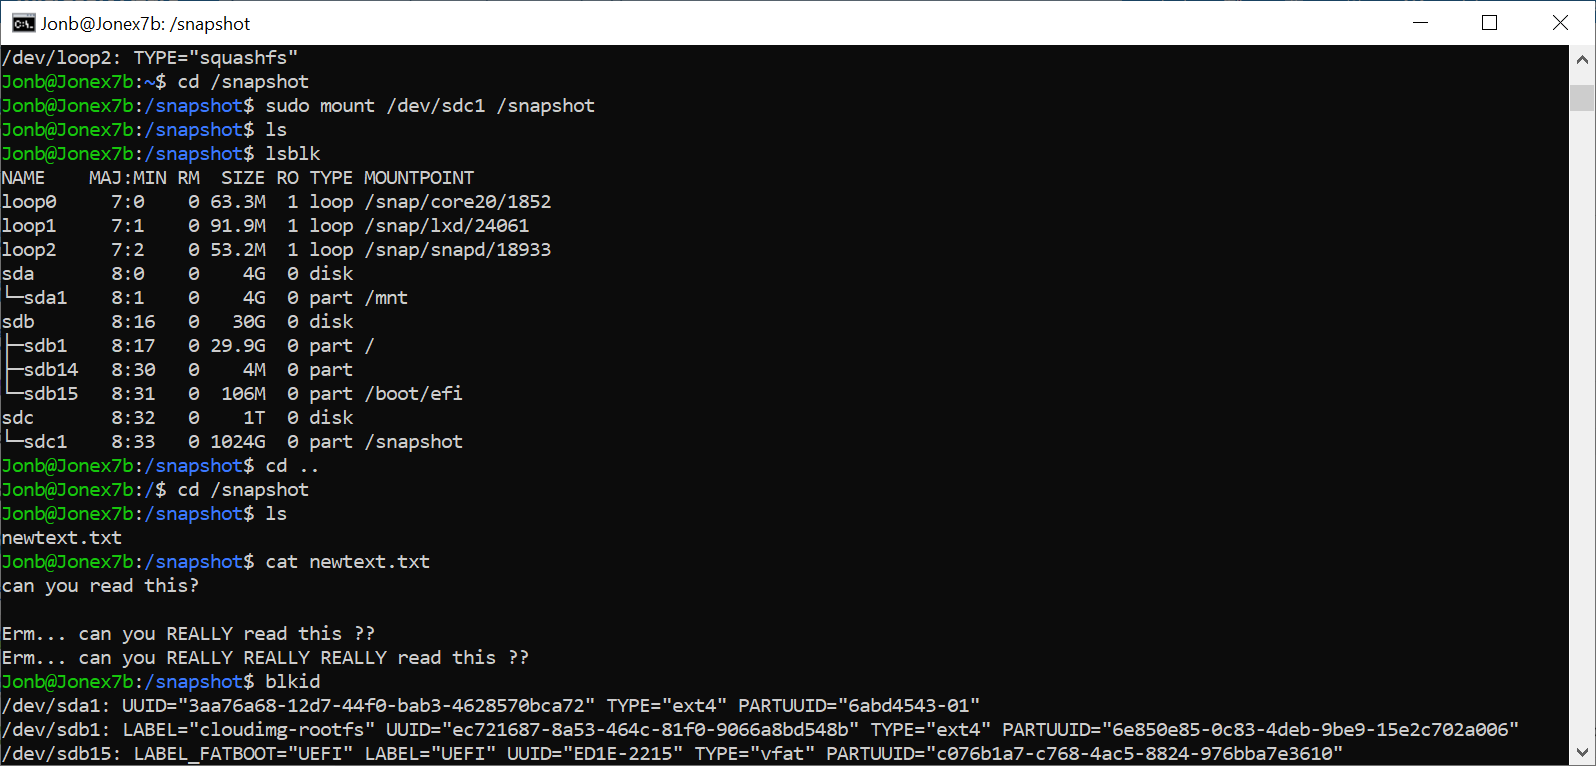 Jonb@Jonex7b: /snapshot
/dev/loop2: TYPE="squashfs"
Jonb@Jonex7b:~$ cd /snapshot
Jonb@Jonex7b:/snapshot$ sudo mount /dev/sdc1 /snapshot
Jonb@Jonex7b:/snapshot$ ls
Jonb@Jonex7b:/snapshot$ lsblk
NAME    MAJ:MIN RM  SIZE RO TYPE MOUNTPOINT
loop0     7:0    0 63.3M  1 loop /snap/core20/1852
loop1     7:1    0 91.9M  1 loop /snap/lxd/24061
loop2     7:2    0 53.2M  1 loop /snap/snapd/18933
sda       8:0    0    4G  0 disk
└─sda1    8:1    0    4G  0 part /mnt
sdb       8:16   0   30G  0 disk
├─sdb1    8:17   0 29.9G  0 part /
├─sdb14   8:30   0    4M  0 part
└─sdb15   8:31   0  106M  0 part /boot/efi
sdc       8:32   0    1T  0 disk
└─sdc1    8:33   0 1024G  0 part /snapshot
Jonb@Jonex7b:/snapshot$ cd ..
Jonb@Jonex7b:/$ cd /snapshot
Jonb@Jonex7b:/snapshot$ ls
newtext.txt
Jonb@Jonex7b:/snapshot$ cat newtext.txt
can you read this?
Erm... can you REALLY read this ??
Erm... can you REALLY REALLY REALLY read this ??
Jonb@Jonex7b:/snapshot$ blkid
/dev/sda1: UUID="3aa76a68-12d7-44f0-bab3-4628570bca72" TYPE="ext4" PARTUUID="6abd4543-01"
/dev/sdb1: LABEL="cloudimg-rootfs" UUID="ec721687-8a53-464c-81f0-9066a8bd548b" TYPE="ext4" PARTUUID="6e850e85-0c83-4deb-9be9-15e2c702a006"
/dev/sdb15: LABEL_FATBOOT="UEFI" LABEL="UEFI" UUID="ED1E-2215" TYPE="vfat" PARTUUID="c076b1a7-c768-4ac5-8824-976bba7e3610"